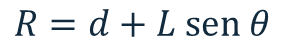 R = d + L sen θ